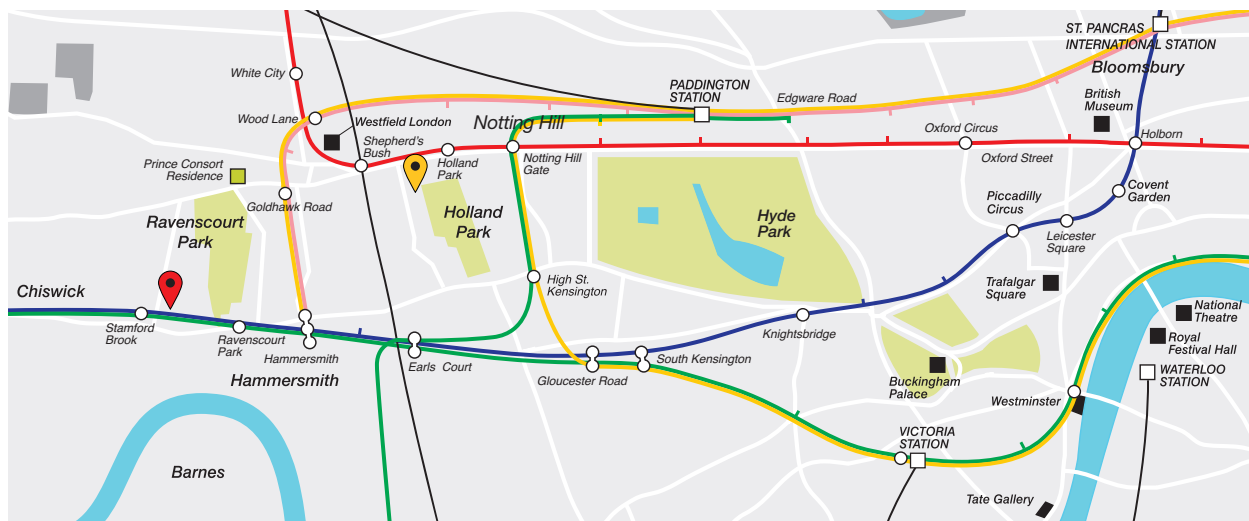 ST. PANCRAS
INTERNATIONAL STATION
Bloomsbury
White City
PADDINGTON
STATION
Edgware Road
British
Museum
Wood Lane
Westfield London
Notting Hill
Shepherd's
Bush
Oxford Circus
Holborn
Prince Consort
Residence
Holland
Park
Notting Hill
Gate
Oxford Street
Goldhawk Road
Covent
Garden
Piccadilly
Circus
Ravenscourt
Park
Holland
Park
Hyde
Park
Leicester
Square
High St.
Kensington
Trafalgar
Square
Chiswick
National
Theatre
Stamford
Brook
Ravenscourt
Park
Knightsbridge
Royal
Festival Hall
Hammersmith
Earls Court
South Kensington
WATERLOO
STATION
Hammersmith
Gloucester Road
Buckingham
Palace
Westminster
VICTORIA
STATION
Barnes
Tate Gallery